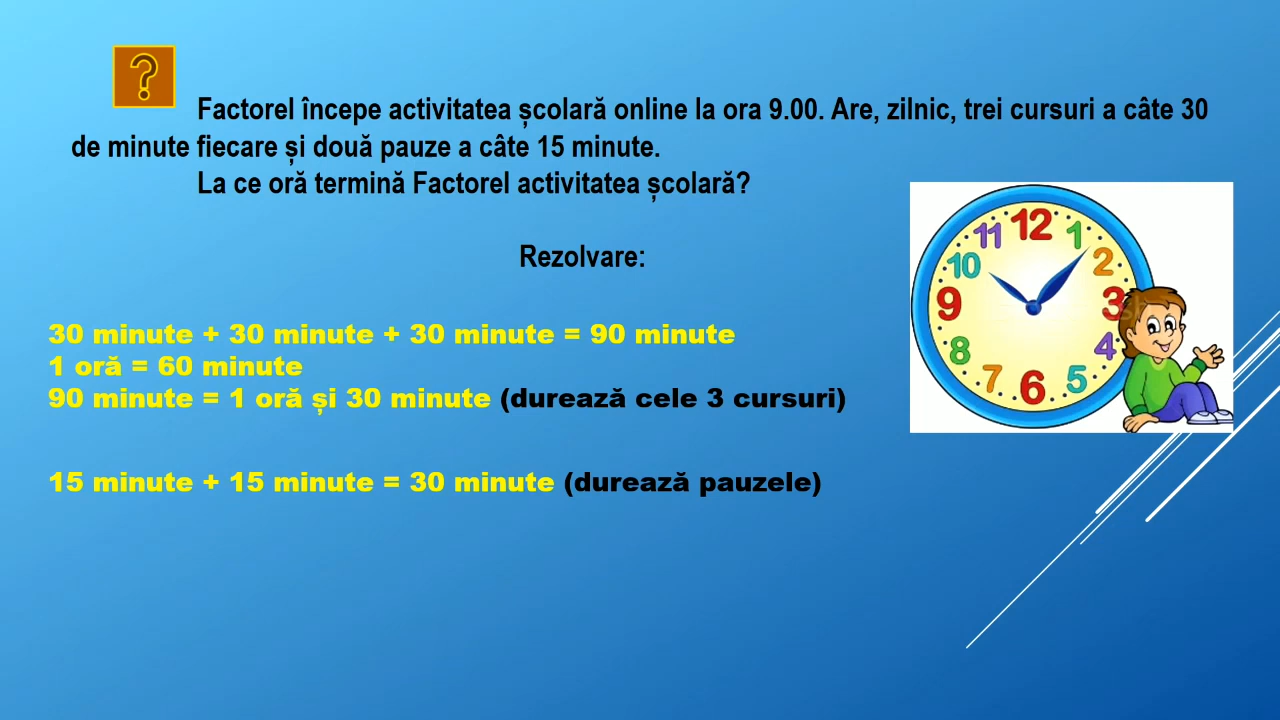 ?
Factorel începe activitatea școlară online la ora 9.00. Are, zilnic, trei cursuri a câte 30
de minute fiecare și două pauze a câte 15 minute.
La ce oră termină Factorel activitatea școlară?
Rezolvare:
30 minute + 30 minute + 30 minute = 90 minute
1 oră = 60 minute
90 minute = 1 oră și 30 minute (durează cele 3 cursuri)
15 minute + 15 minute = 30 minute (durează pauzele)
12
1
2
3
4
5
6
7
8
9
10
11